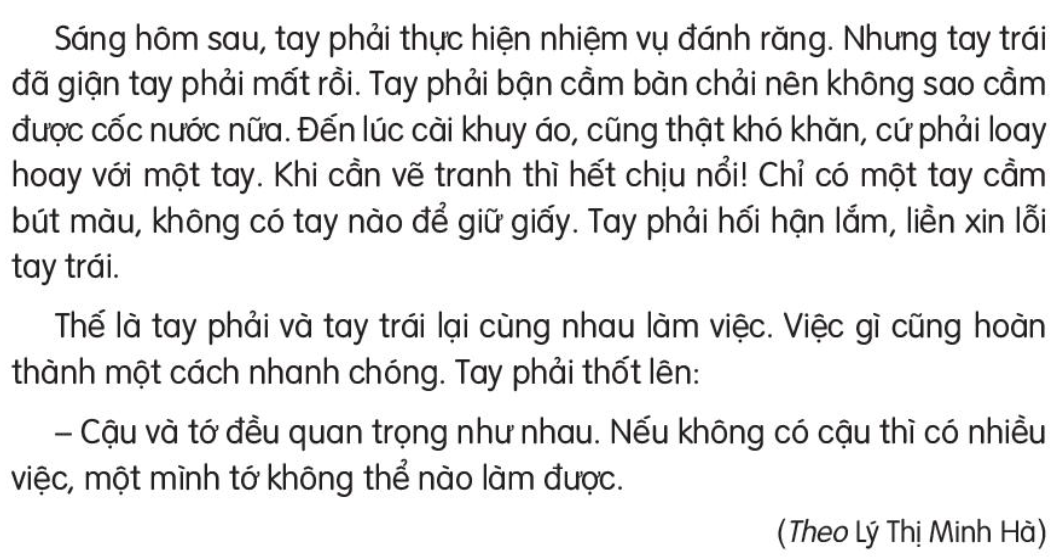 Sáng hôm sau, tay phải thực hiện nhiệm vụ đánh răng. Nhưng tay trái
đã giận tay phải mất rồi. Tay phải bận cầm bàn chải nên không sao cầm
được cốc nước nữa. Đến lúc cài khuy áo, cũng thật khó khăn, cứ phải loay
hoay với một tay. Khi cần vẽ tranh thì hết chịu nổi! Chỉ có một tay cầm
bút màu, không có tay nào để giữ giấy. Tay phải hối hận lắm, liền xin lỗi
tay trái.
Thế là tay phải và tay trái lại cùng nhau làm việc. Việc gì cũng hoàn
thành một cách nhanh chóng. Tay phải thốt lên:
– Cậu và tớ đều quan trọng như nhau. Nếu không có cậu thì có nhiều
việc, một mình tớ không thể nào làm được.
(Theo Lý Thị Minh Hà)